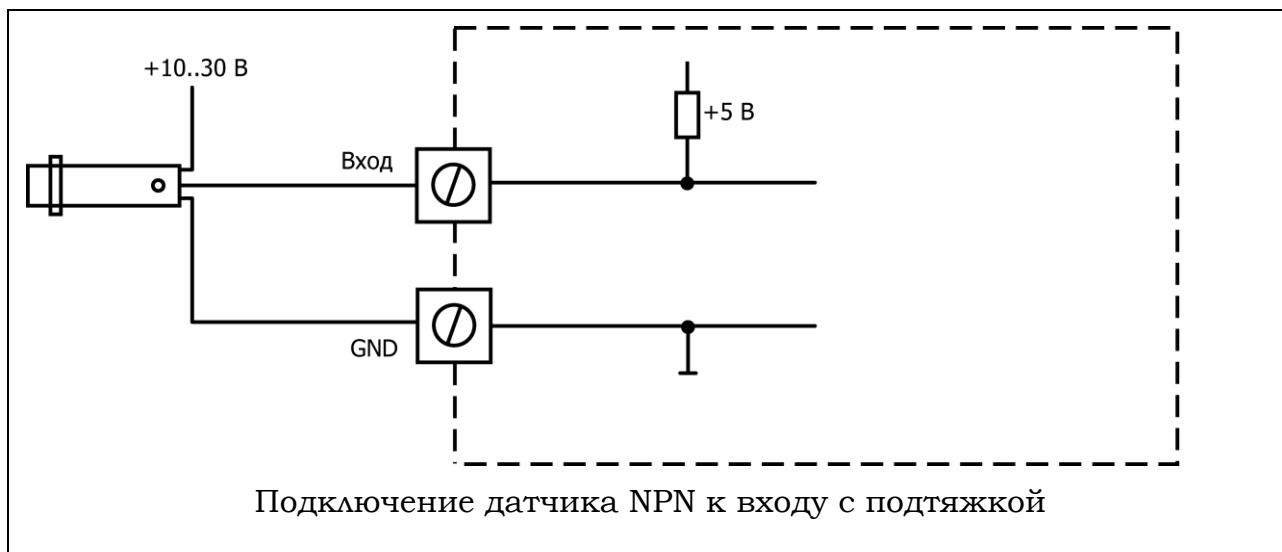 +10..30 В
+5 В
Вход
GND
Подключение датчика NPN к входу с подтяжкой